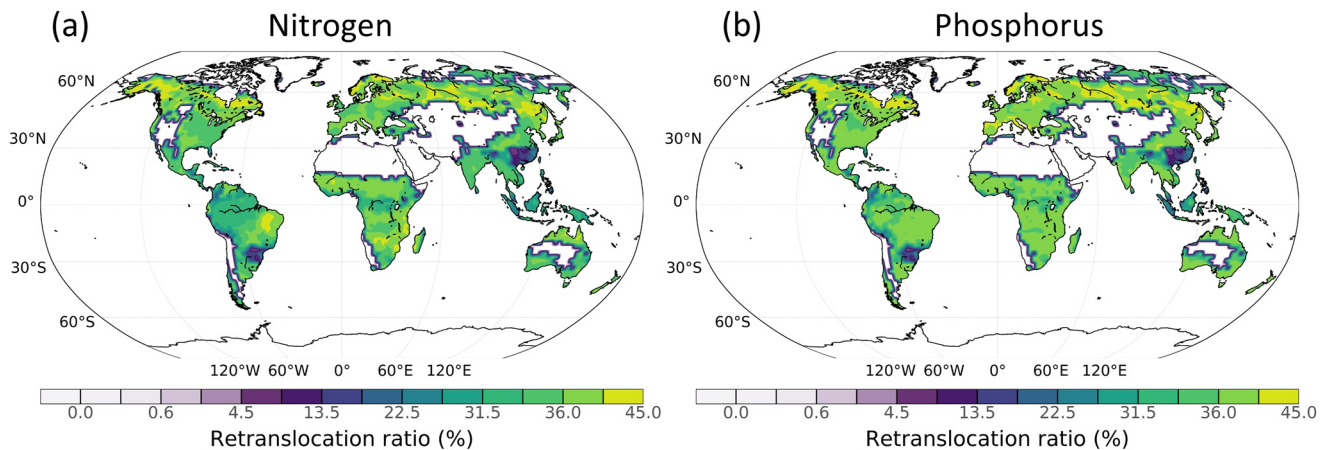 (a) Nitrogen
60°N
30°N
0°
30°S
60°S
120°W 60°W 0° 60°E 120°E
0.0 0.6 4.5 13.5 22.5 31.5 36.0 45.0
Retranslocation ratio (%)
(b) Phosphorus
60°N
30°N
0°
30°S
60°S
120°W 60°W 0° 60°E 120°E
0.0 0.6 4.5 13.5 22.5 31.5 36.0 45.0
Retranslocation ratio (%)